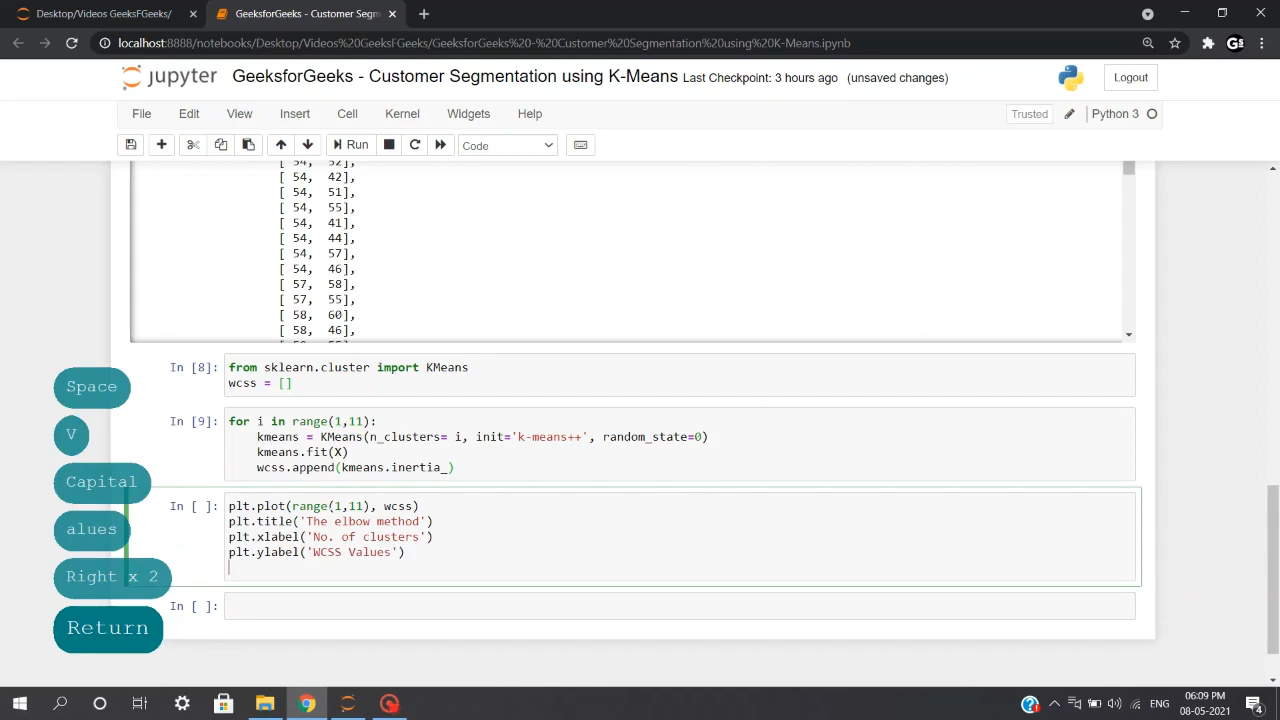 Desktop/Videos GeeksFGeeks/
GeeksforGeeks - Customer Segm
localhost:8888/notebooks/Desktop/Videos%20GeeksFGeeks/GeeksforGeeks%20-%20Customer%20Segmentation%20using%20K-Means.ipynb
jupyter GeeksforGeeks - Customer Segmentation using K-Means Last Checkpoint: 3 hours ago (unsaved changes) Logout
File Edit View Insert Cell Kernel Widgets Help Trusted Python 3
Run Code
[ 54, 52],
[ 54, 42],
[ 54, 51],
[ 54, 55],
[ 54, 41],
[ 54, 44],
[ 54, 57],
[ 54, 46],
[ 57, 58],
[ 57, 55],
[ 58, 60],
[ 58, 46],
In [8]: from sklearn.cluster import KMeans
wcss = []
In [9]: for i in range(1,11):
kmeans = KMeans(n_clusters= i, init='k-means++', random_state=0)
kmeans.fit(X)
wcss.append(kmeans.inertia_)
In [ ]: plt.plot(range(1,11), wcss)
plt.title('The elbow method')
plt.xlabel('No. of clusters')
plt.ylabel('WCSS Values')
In [ ]:
Space
V
Capital
alues
Right x 2
Return
ENG
06:09 PM
08-05-2021
4